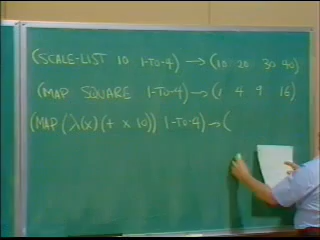 (SCALE-LIST 10 1-TO-4) → (10 20 30 40)
(MAP SQUARE 1-TO-4) → (1 4 9 16)
(MAP (λ(X) (+ X 10)) 1-TO-4) → (